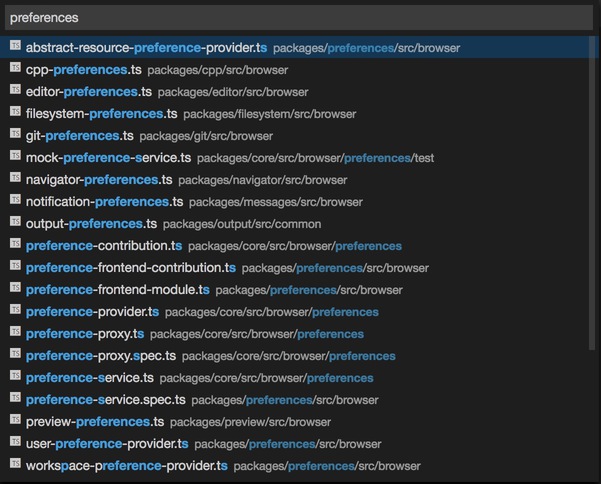 preferences
TS abstract-resource-preference-provider.ts packages/preferences/src/browser
TS cpp-preferences.ts packages/cpp/src/browser
TS editor-preferences.ts packages/editor/src/browser
TS filesystem-preferences.ts packages/filesystem/src/browser
TS git-preferences.ts packages/git/src/browser
TS mock-preference-service.ts packages/core/src/browser/preferences/test
TS navigator-preferences.ts packages/navigator/src/browser
TS notification-preferences.ts packages/messages/src/browser
TS output-preferences.ts packages/output/src/common
TS preference-contribution.ts packages/core/src/browser/preferences
TS preference-frontend-contribution.ts packages/preferences/src/browser
TS preference-frontend-module.ts packages/preferences/src/browser
TS preference-provider.ts packages/core/src/browser/preferences
TS preference-proxy.ts packages/core/src/browser/preferences
TS preference-proxy.spec.ts packages/core/src/browser/preferences
TS preference-service.ts packages/core/src/browser/preferences
TS preference-service.spec.ts packages/preferences/src/browser
TS preview-preferences.ts packages/preview/src/browser
TS user-preference-provider.ts packages/preferences/src/browser
TS workspace-preference-provider.ts packages/preferences/src/browser